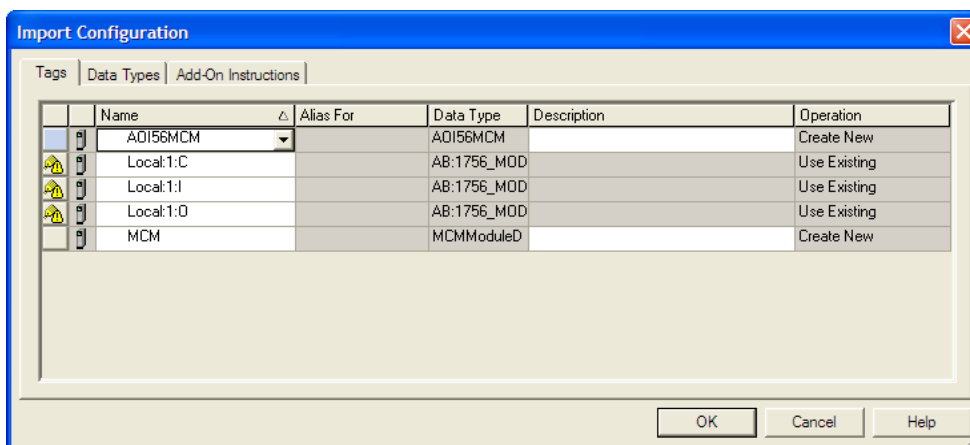 Import Configuration
Tags Data Types Add-On Instructions
Name Alias For Data Type Description Operation
AOI56MCM AOI56MCM Create New
Local:1:C AB:1756_MOD Use Existing
Local:1:I AB:1756_MOD Use Existing
Local:1:O AB:1756_MOD Use Existing
MCM MCMModuleD Create New
OK Cancel Help